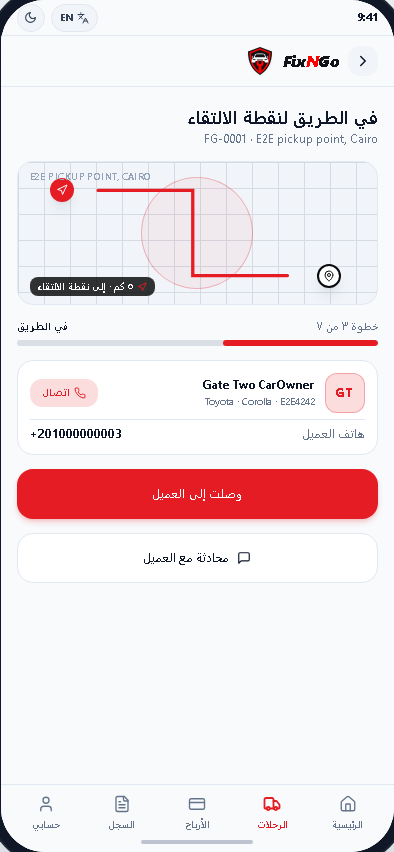 9:41
EN
FixNGo
في الطريق لنقطة الالتقاء
FG-0001 · E2E pickup point, Cairo
E2E PICKUP POINT, CAIRO
٥ كم · إلى نقطة الالتقاء
خطوة ٣ من ٧
في الطريق
GT
Gate Two CarOwner
Toyota · Corolla · E2E4242
اتصال
هاتف العميل
+201000000003
وصلت إلى العميل
محادثة مع العميل
الرئيسية
الرحلات
الأرباح
السجل
حسابي